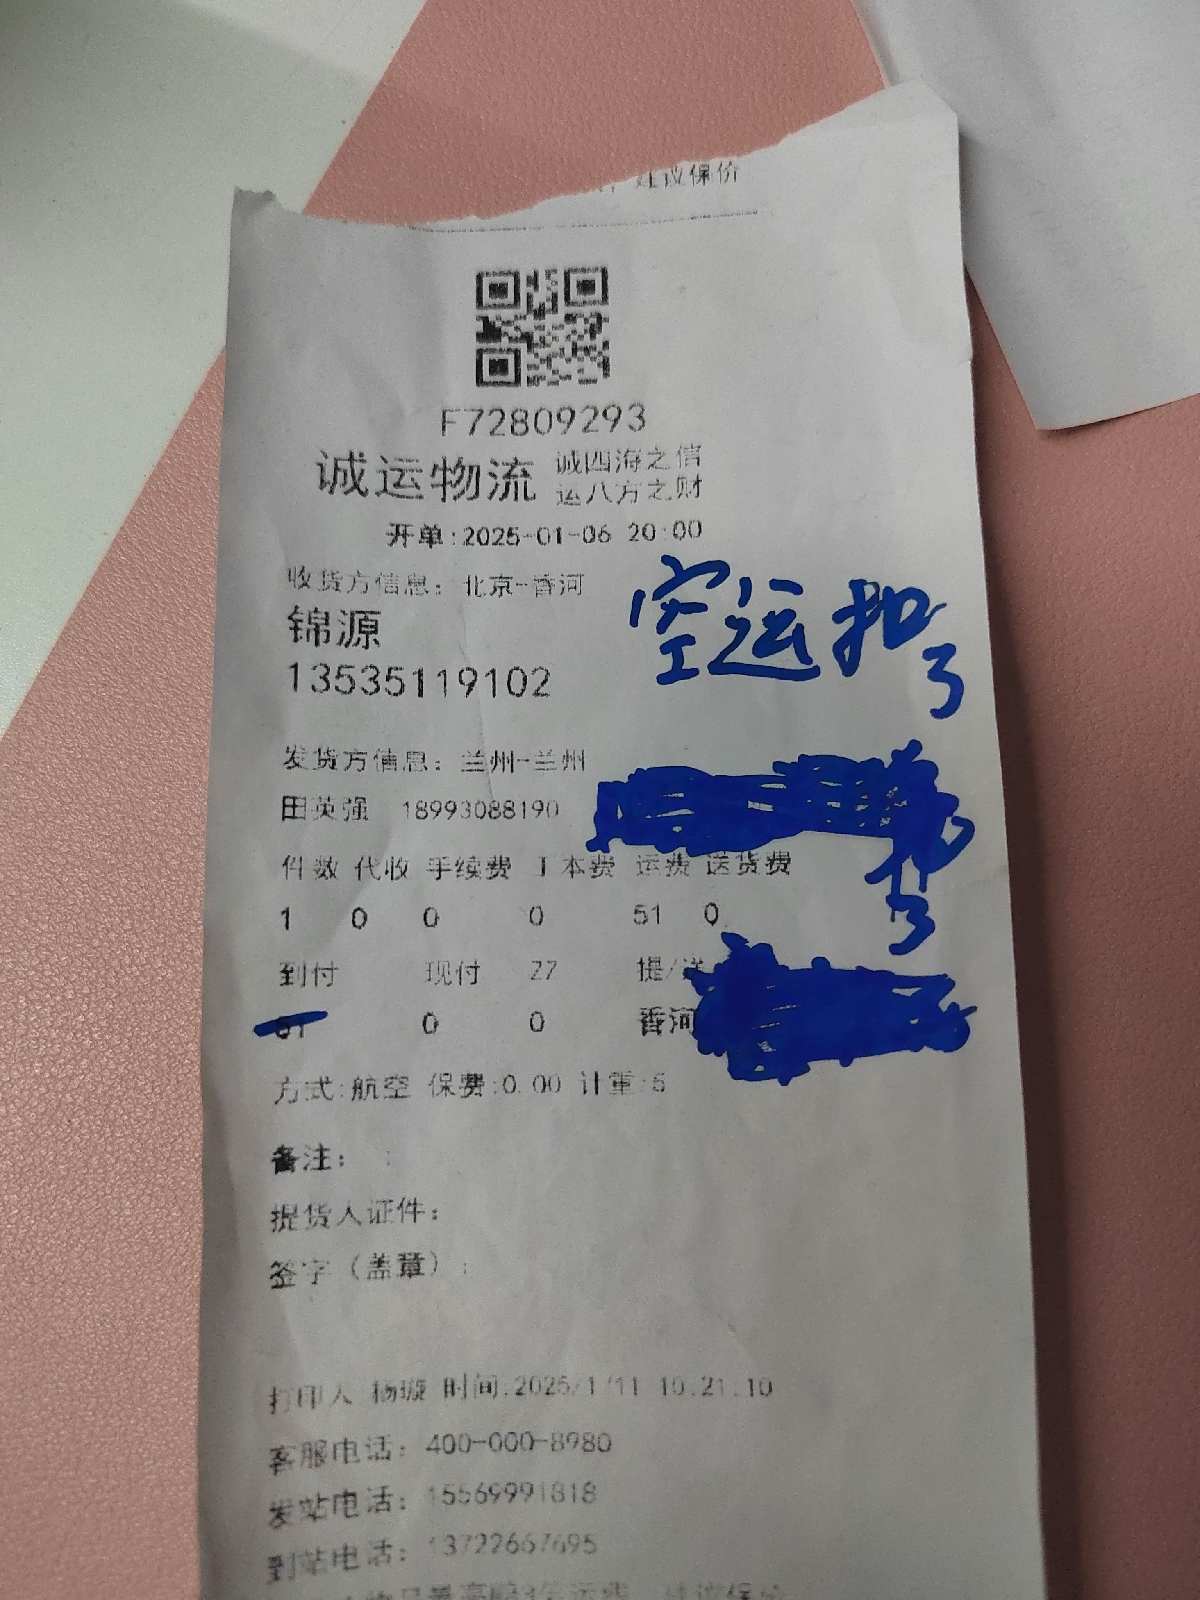 建议保价
F72809293
诚运物流 诚四海之信
运八方之财
开单:2025-01-06 20:00
收货方信息: 北京-香河
锦源
13535119102
空运扣
了
发货方信息: 兰州-兰州
田英强 18993088190
件数 代收 手续费 工本费 运费 送货费
1 0 0 0 51 0
到付 现付 ZZ 提/送
0 0 香河
方式:航空 保费:0.00 计重:5
备注:
提货人证件:
签字（盖章）:
打印人 杨璇 时间:2025/1/11 10:21:10
客服电话: 400-000-8980
发站电话: 15569991818
到站电话: 13722667695